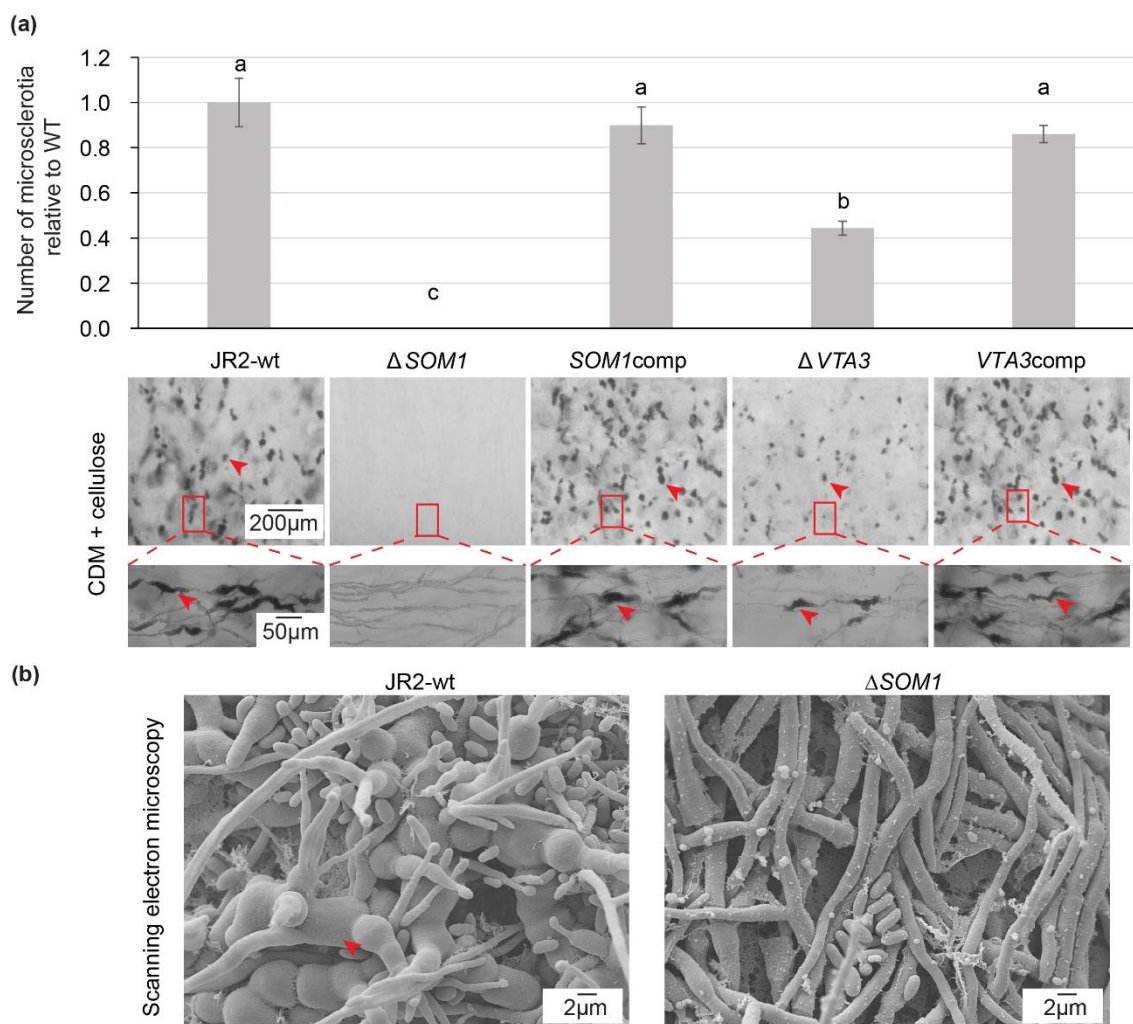 (a)
Number of microsclerotia
relative to WT
1.2
1.0
0.8
0.6
0.4
0.2
0.0
a
c
a
b
a
JR2-wt
ΔSOM1
SOM1comp
ΔVTA3
VTA3comp
CDM + cellulose
200µm
50µm
(b)
JR2-wt
ΔSOM1
Scanning electron microscopy
2µm
2µm